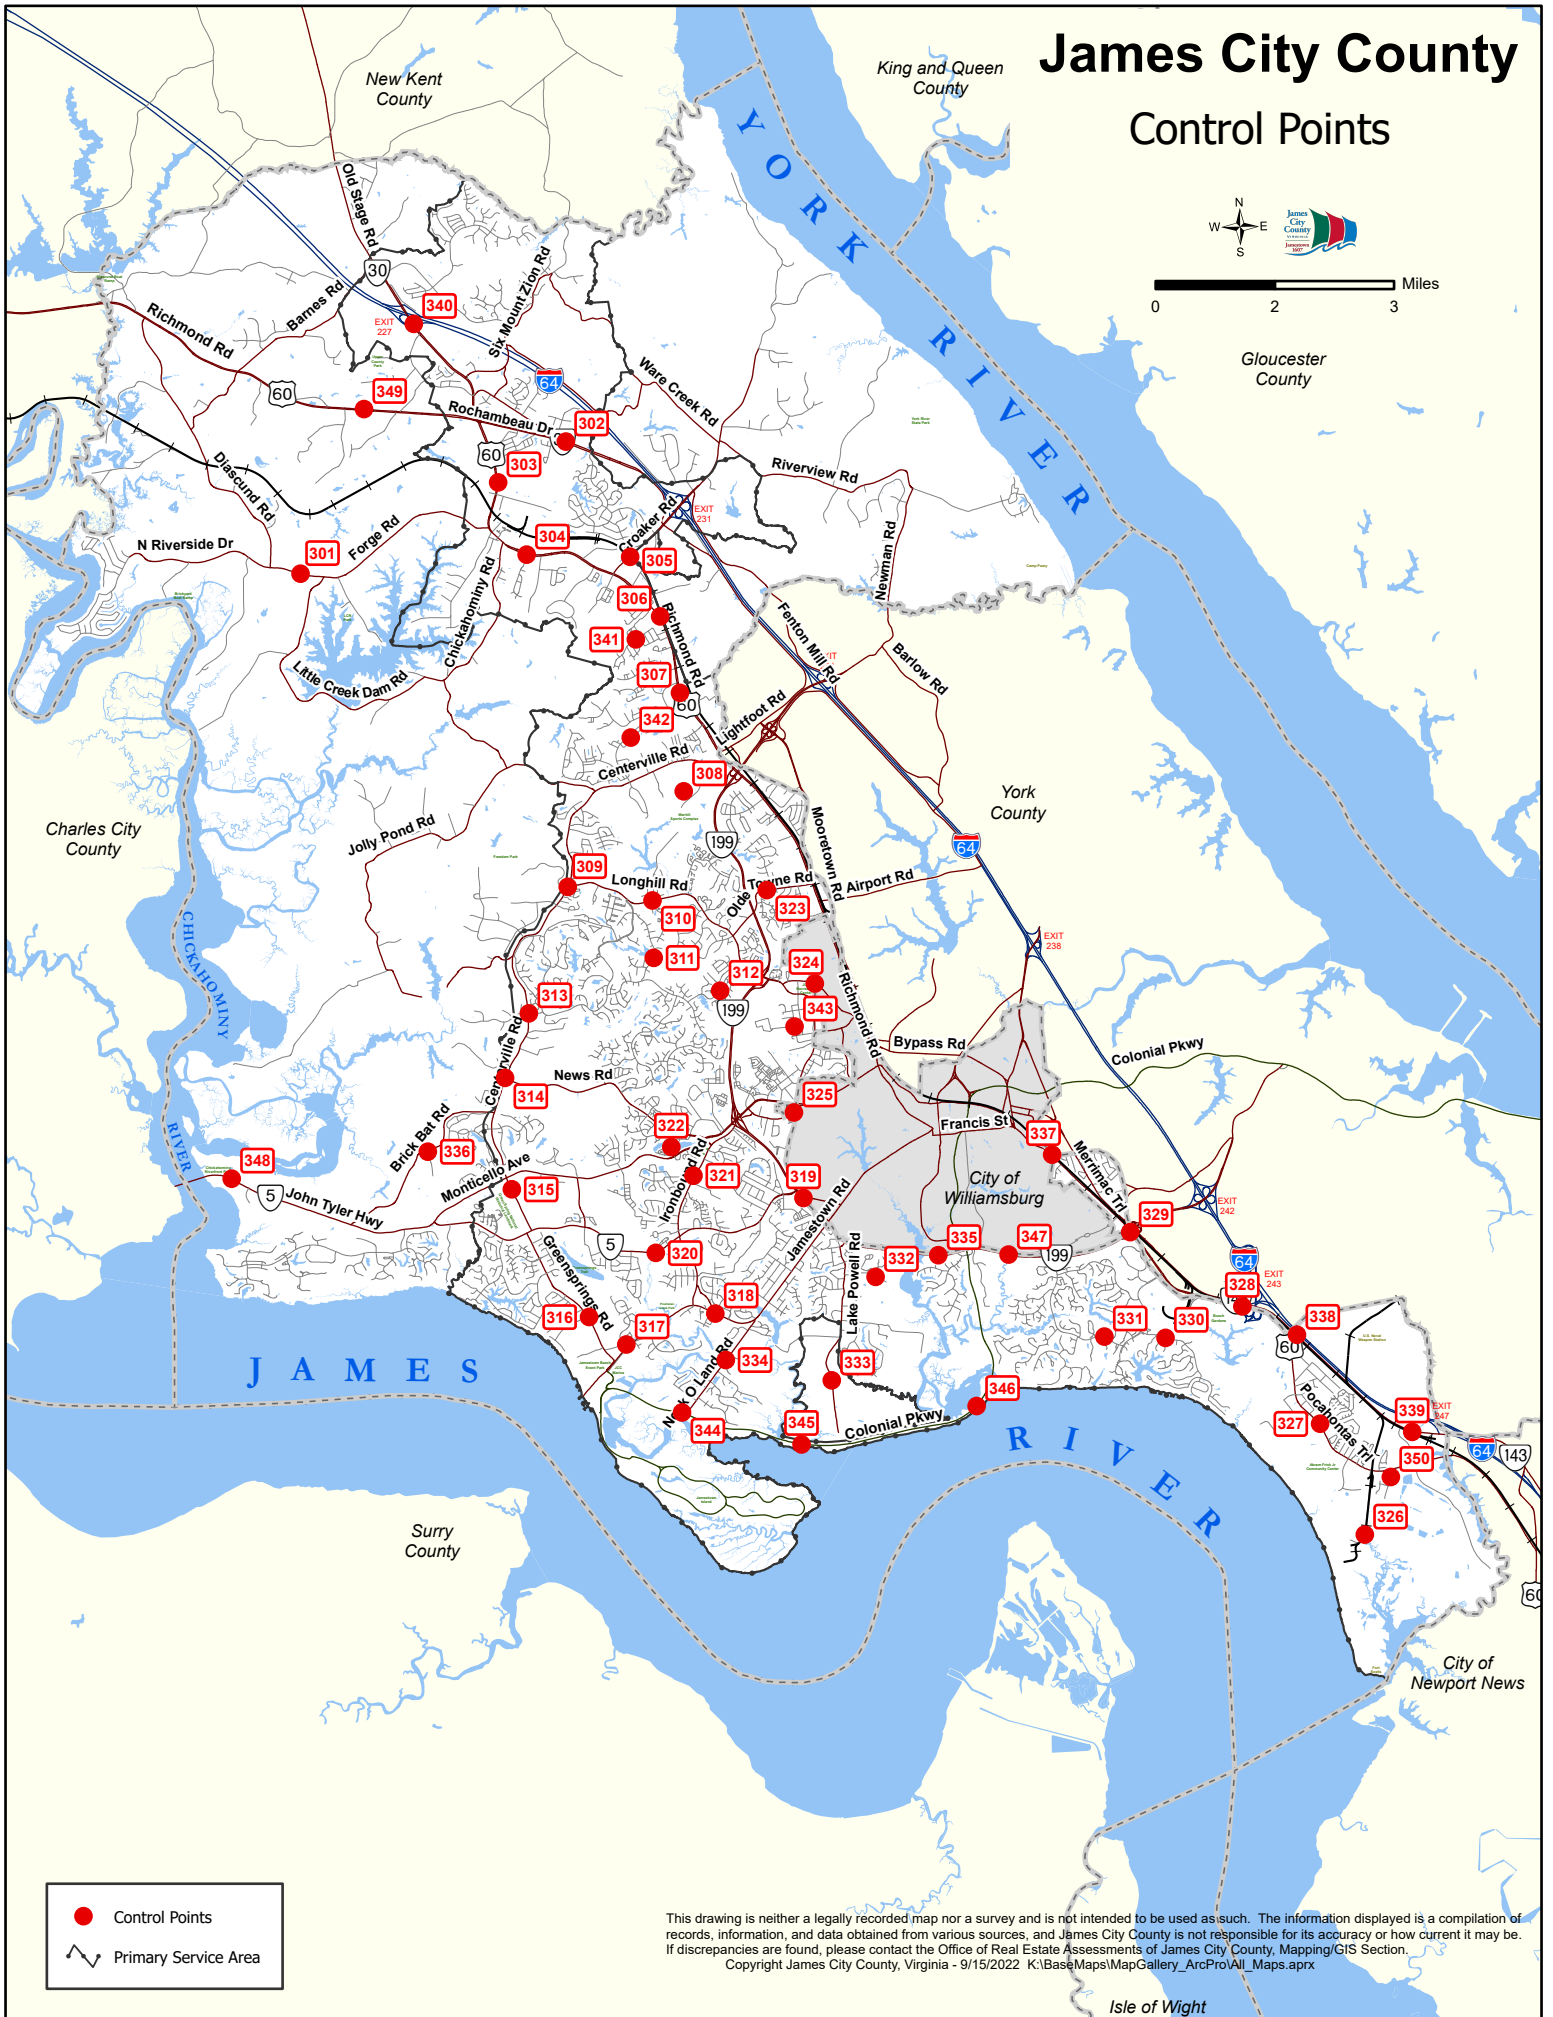 James City County
Control Points
N
W
E
S
James
City
County
VIRGINIA
Jamestown
1607
Miles
0
2
3
New Kent
County
King and Queen
County
Gloucester
County
York
County
Charles City
County
Surry
County
City of
Williamsburg
City of
Newport News
Isle of Wight
YORK RIVER
JAMES RIVER
CHICKAHOMINY
RIVER
Old Stage Rd
30
Barnes Rd
Richmond Rd
60
EXIT
227
340
349
Six Mount Zion Rd
64
Ware Creek Rd
Rochambeau Dr
302
60
303
Riverview Rd
Diascund Rd
N Riverside Dr
301
Forge Rd
304
Croaker Rd
EXIT
231
305
Newman Rd
Chickahominy Rd
306
341
Richmond Rd
307
60
342
Little Creek Dam Rd
Fenton Mill Rd
Barlow Rd
Lightfoot Rd
Centerville Rd
308
Jolly Pond Rd
199
Mooretown Rd
64
309
Longhill Rd
310
Olde Towne Rd
Airport Rd
323
311
312
324
343
199
EXIT
238
313
Richmond Rd
Bypass Rd
Colonial Pkwy
Centerville Rd
News Rd
314
325
Francis St
337
Merrimac Trl
322
Brick Bat Rd
336
348
5
John Tyler Hwy
Monticello Ave
315
Ironbound Rd
321
319
Jamestown Rd
EXIT
242
329
5
320
Greensprings Rd
Lake Powell Rd
332
335
347
199
64
EXIT
243
328
316
317
318
334
Neck O Land Rd
333
331
330
338
60
344
345
Colonial Pkwy
346
Pocahontas Trl
327
339
EXIT
247
64
143
350
326
60
Control Points
Primary Service Area
This drawing is neither a legally recorded map nor a survey and is not intended to be used as such.  The information displayed is a compilation of
records, information, and data obtained from various sources, and James City County is not responsible for its accuracy or how current it may be.
If discrepancies are found, please contact the Office of Real Estate Assessments of James City County, Mapping/GIS Section.
Copyright James City County, Virginia - 9/15/2022  K:\BaseMaps\MapGallery_ArcPro\All_Maps.aprx